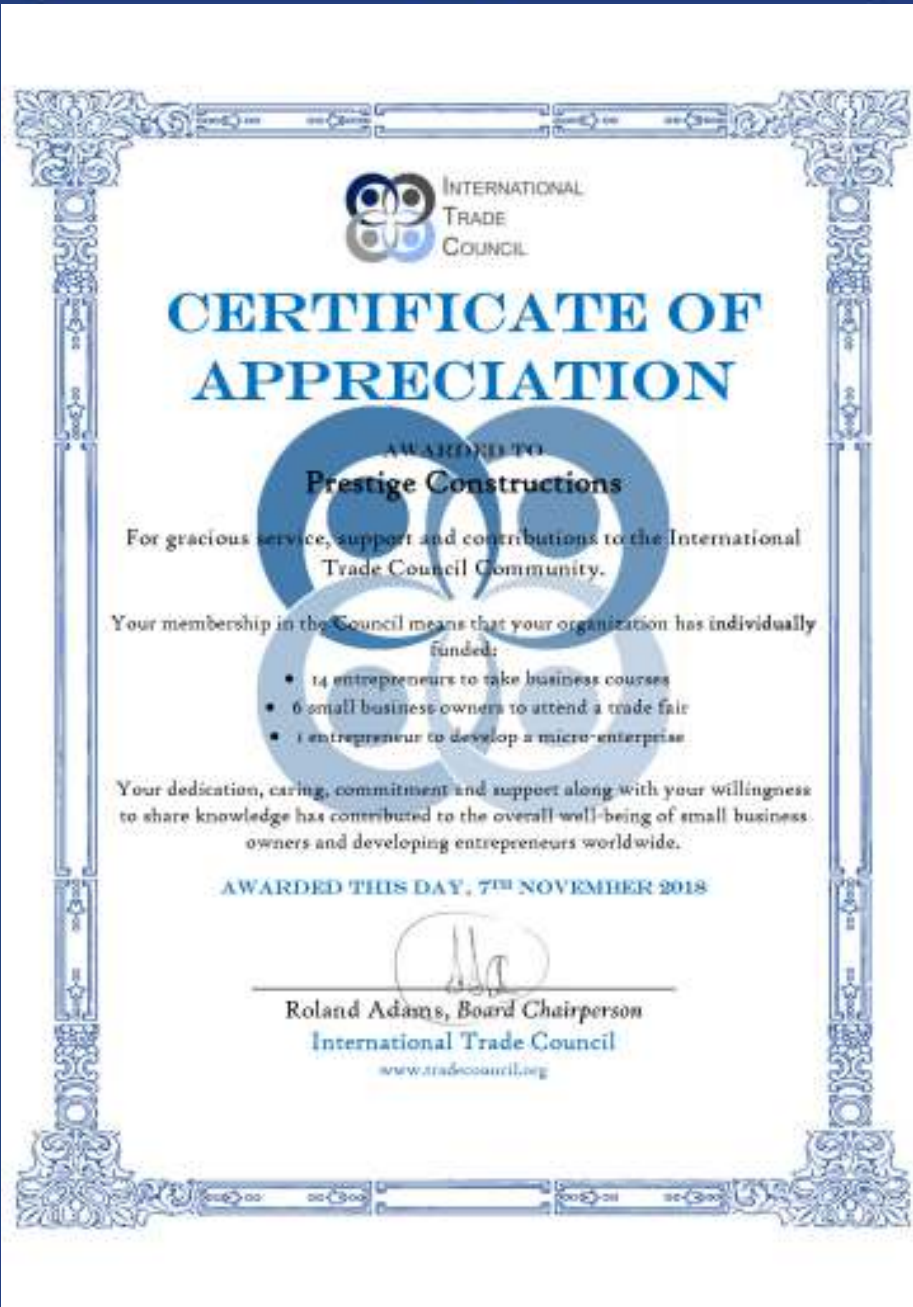 INTERNATIONAL
TRADE
COUNCIL
CERTIFICATE OF
APPRECIATION
AWARDED TO
Prestige Constructions
For gracious service, support and contributions to the International
Trade Council Community.
Your membership in the Council means that your organization has individually
funded:
• 14 entrepreneurs to take business courses
• 6 small business owners to attend a trade fair
• 1 entrepreneur to develop a micro-enterprise
Your dedication, caring, commitment and support along with your willingness
to share knowledge has contributed to the overall well-being of small business
owners and developing entrepreneurs worldwide.
AWARDED THIS DAY, 7TH NOVEMBER 2018
Roland Adams, Board Chairperson
International Trade Council
www.tradecouncil.org